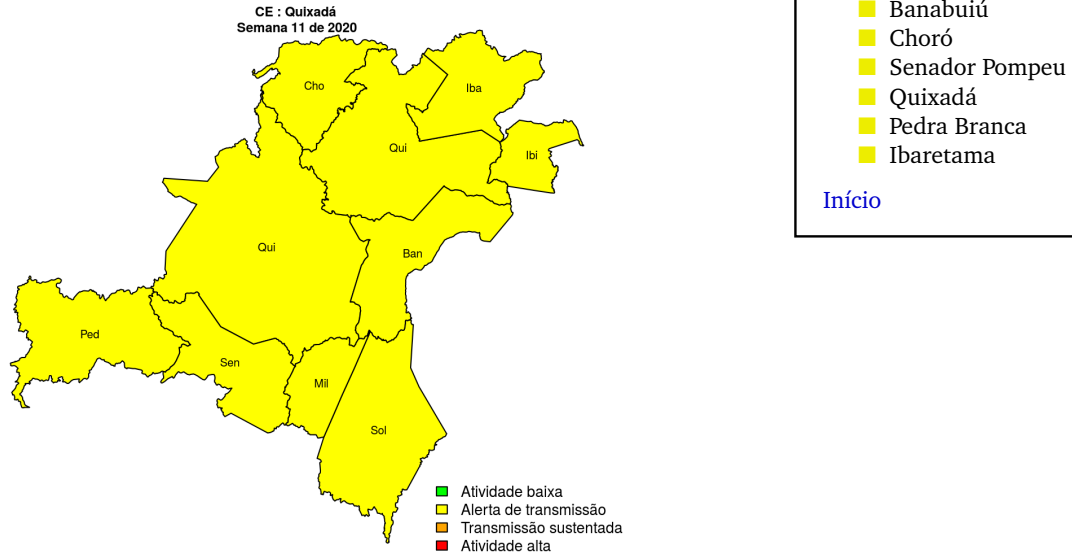 CE : Quixadá
Semana 11 de 2020
Cho
Iba
Qui
Ibi
Qui
Ban
Ped
Sen
Mil
Sol
Atividade baixa
Alerta de transmissão
Transmissão sustentada
Atividade alta
Banabuiú
Choró
Senador Pompeu
Quixadá
Pedra Branca
Ibaretama
Início